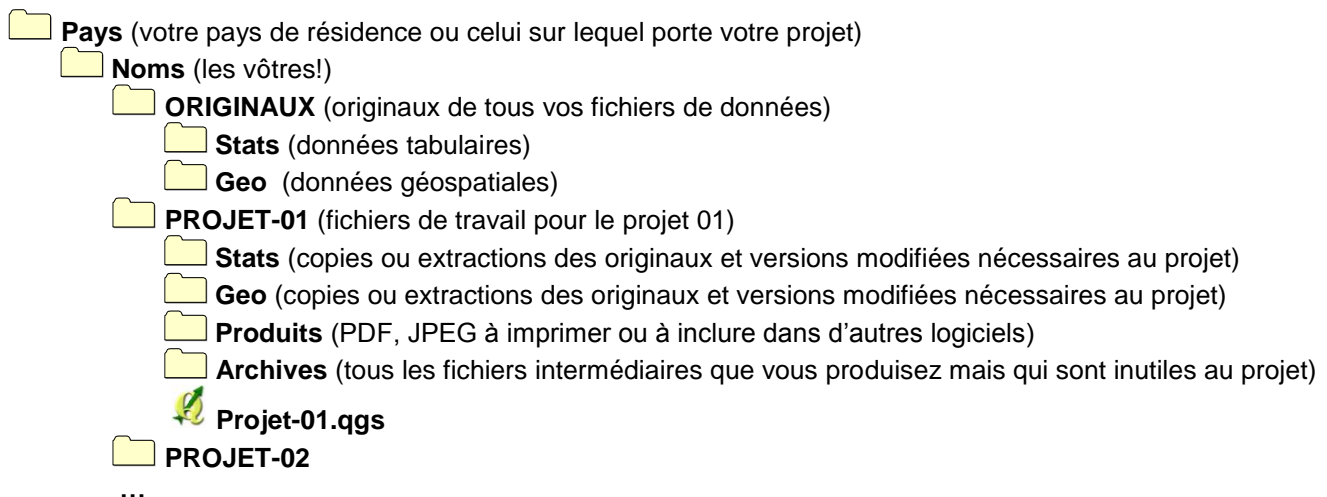 Pays (votre pays de résidence ou celui sur lequel porte votre projet)
Noms (les vôtres!)
ORIGINAUX (originaux de tous vos fichiers de données)
Stats (données tabulaires)
Geo (données géospatiales)
PROJET-01 (fichiers de travail pour le projet 01)
Stats (copies ou extractions des originaux et versions modifiées nécessaires au projet)
Geo (copies ou extractions des originaux et versions modifiées nécessaires au projet)
Produits (PDF, JPEG à imprimer ou à inclure dans d'autres logiciels)
Archives (tous les fichiers intermédiaires que vous produisez mais qui sont inutiles au projet)
Projet-01.qgs
PROJET-02
...